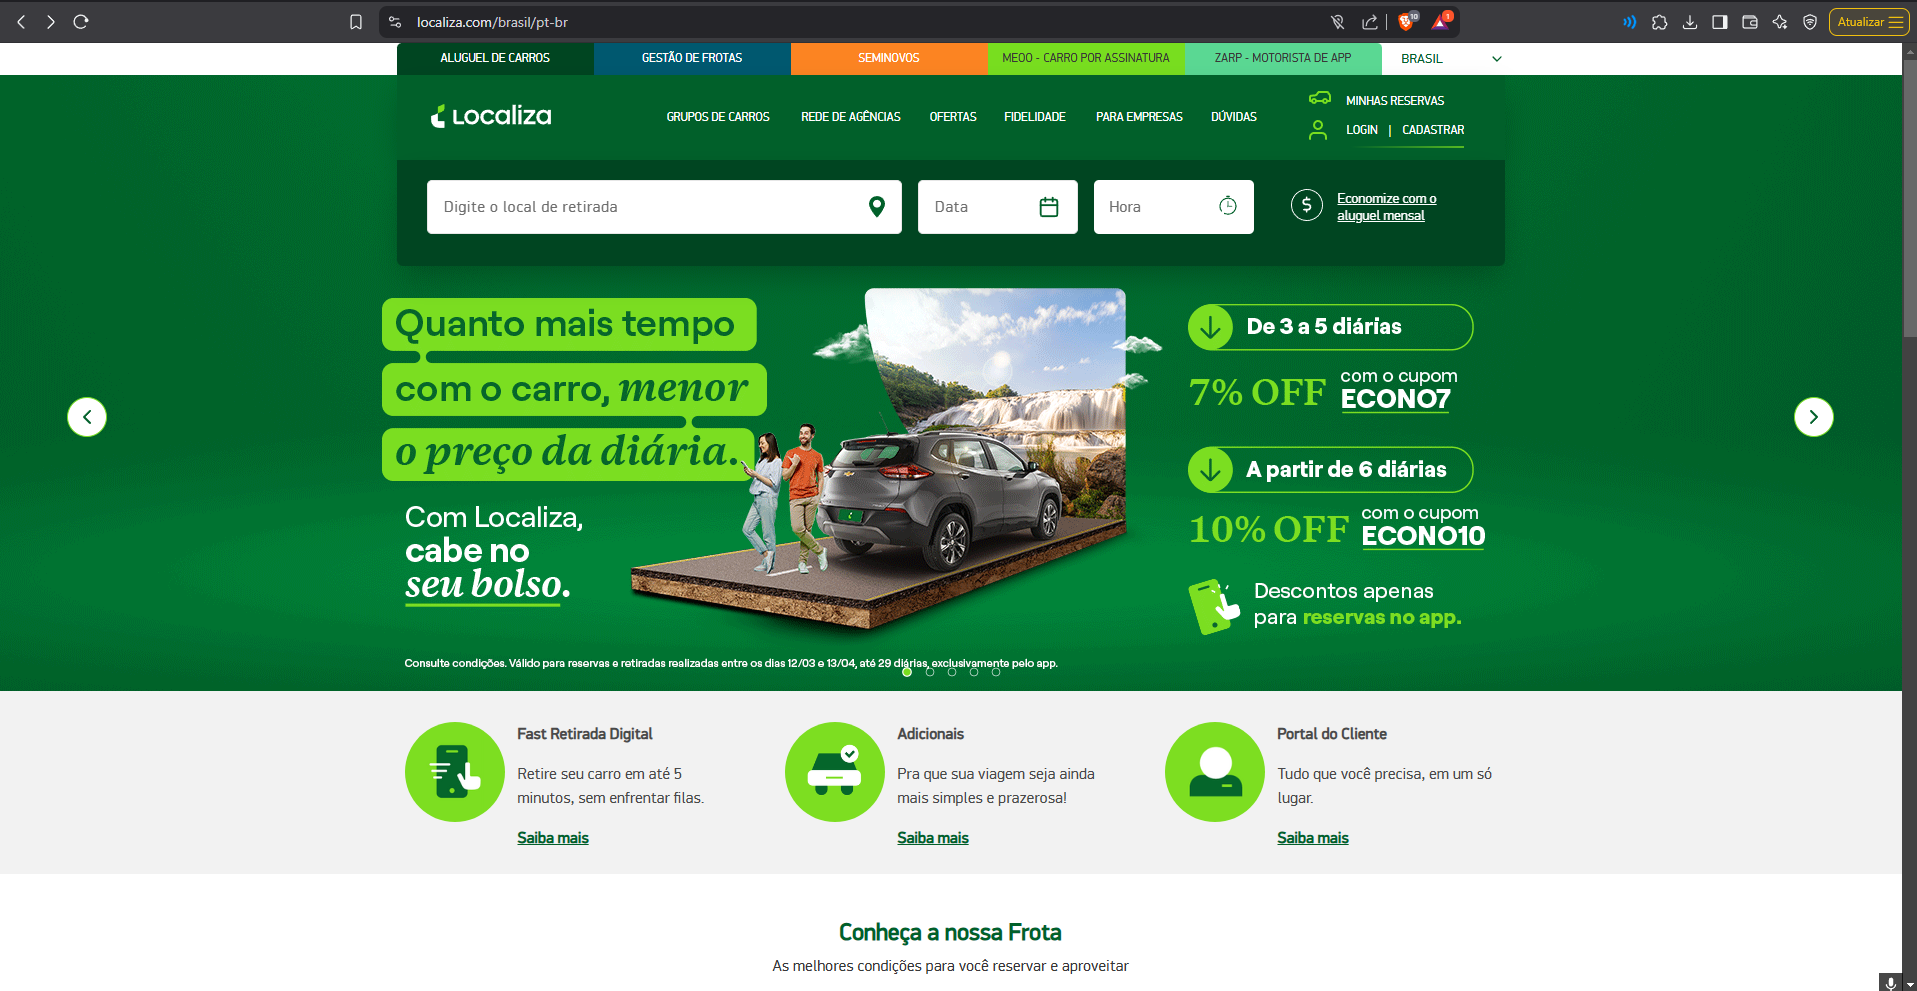 localiza.com/brasil/pt-br
10
1
Atualizar
ALUGUEL DE CARROS
GESTÃO DE FROTAS
SEMINOVOS
MEOO - CARRO POR ASSINATURA
ZARP - MOTORISTA DE APP
BRASIL
Localiza
GRUPOS DE CARROS
REDE DE AGÊNCIAS
OFERTAS
FIDELIDADE
PARA EMPRESAS
DÚVIDAS
MINHAS RESERVAS
LOGIN | CADASTRAR
Digite o local de retirada
Data
Hora
$
Economize com o
aluguel mensal
Quanto mais tempo
com o carro, menor
o preço da diária.
Com Localiza,
cabe no
seu bolso.
De 3 a 5 diárias
7% OFF
com o cupom
ECONO7
A partir de 6 diárias
10% OFF
com o cupom
ECONO10
Descontos apenas
para reservas no app.
Consulte condições. Válido para reservas e retiradas realizadas entre os dias 12/03 e 13/04, até 29 diárias, exclusivamente pelo app.
Fast Retirada Digital
Retire seu carro em até 5
minutos, sem enfrentar filas.
Saiba mais
Adicionais
Pra que sua viagem seja ainda
mais simples e prazerosa!
Saiba mais
Portal do Cliente
Tudo que você precisa, em um só
lugar.
Saiba mais
Conheça a nossa Frota
As melhores condições para você reservar e aproveitar